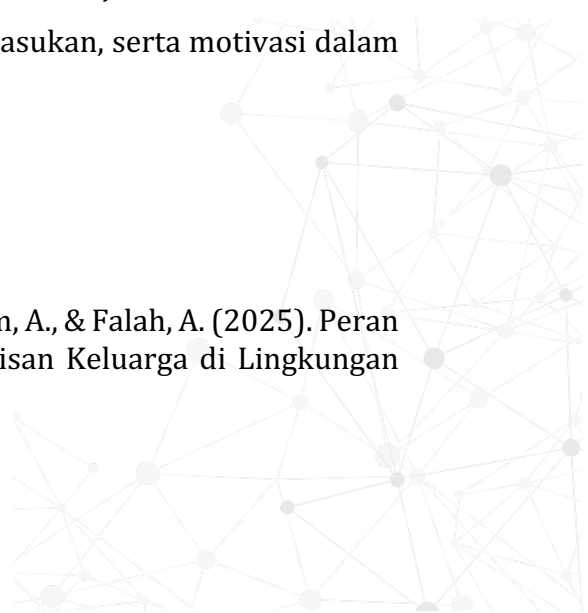 asukan, serta motivasi dalam
A., & Falah, A. (2025). Peran
isan Keluarga di Lingkungan